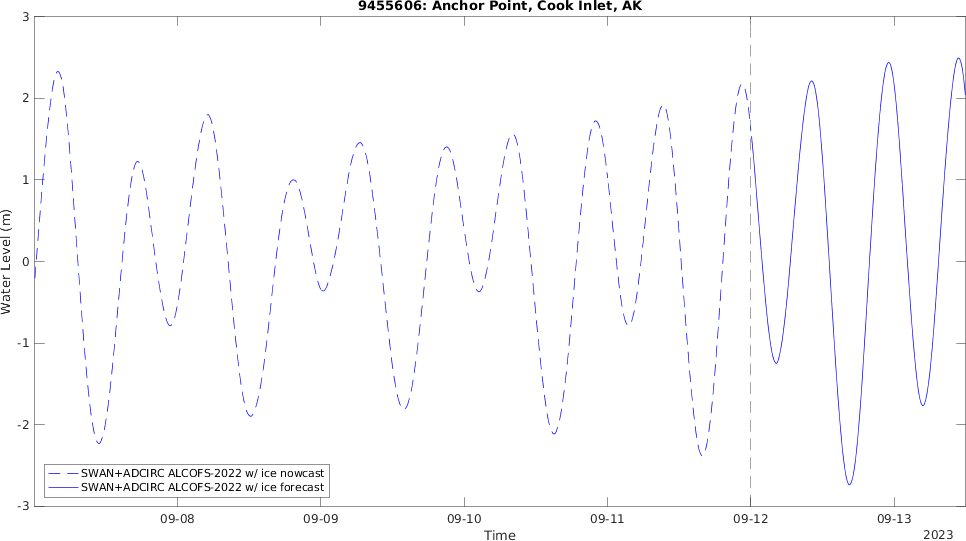 9455606: Anchor Point, Cook Inlet, AK
3
2
1
0
-1
-2
-3
Water Level (m)
SWAN+ADCIRC ALCOFS-2022 w/ ice nowcast
SWAN+ADCIRC ALCOFS-2022 w/ ice forecast
09-08
09-09
09-10
09-11
09-12
09-13
Time
2023